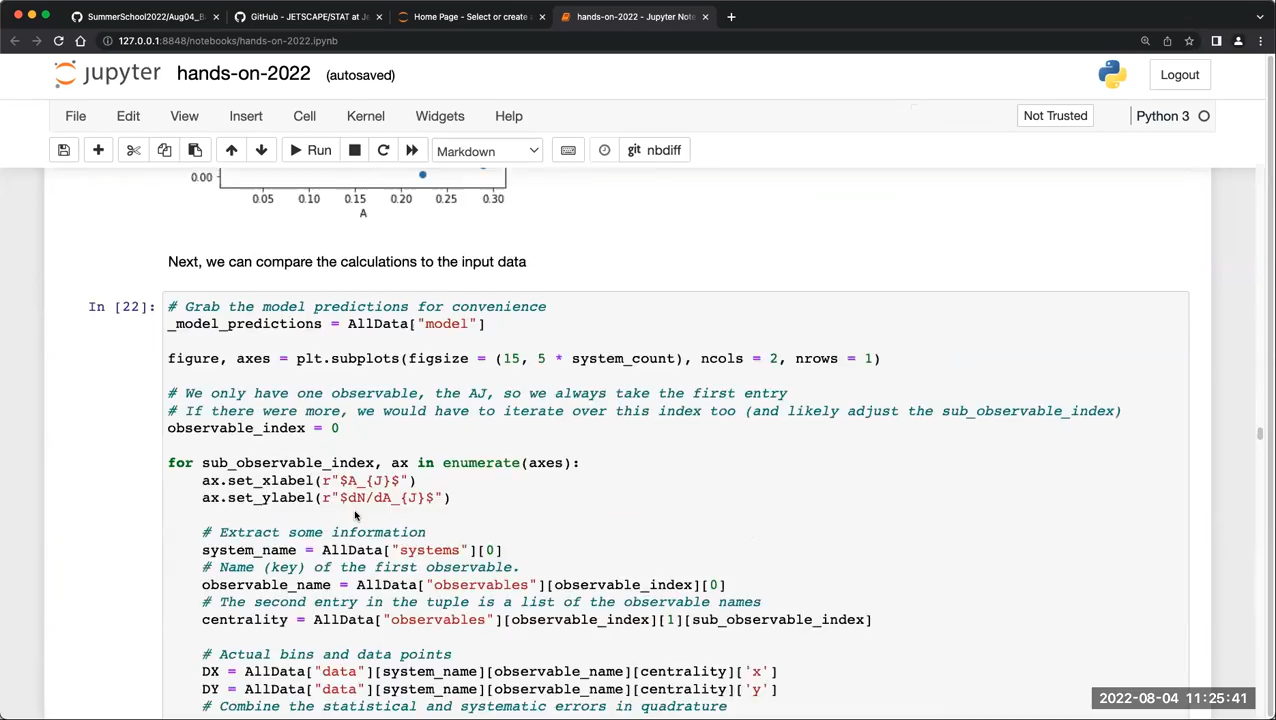 SummerSchool2022/Aug04_B
GitHub - JETSCAPE/STAT at Je
Home Page - Select or create
hands-on-2022 - Jupyter Note
127.0.0.1:8848/notebooks/hands-on-2022.ipynb
jupyter hands-on-2022 (autosaved)
Logout
File Edit View Insert Cell Kernel Widgets Help
Not Trusted
Python 3
Run
Markdown
git nbdiff
0.00
0.05 0.10 0.15 0.20 0.25 0.30
A
Next, we can compare the calculations to the input data
In [22]:
# Grab the model predictions for convenience
_model_predictions = AllData["model"]
figure, axes = plt.subplots(figsize = (15, 5 * system_count), ncols = 2, nrows = 1)
# We only have one observable, the AJ, so we always take the first entry
# If there were more, we would have to iterate over this index too (and likely adjust the sub_observable_index)
observable_index = 0
for sub_observable_index, ax in enumerate(axes):
ax.set_xlabel(r"$A_{J}$")
ax.set_ylabel(r"$dN/dA_{J}$")
# Extract some information
system_name = AllData["systems"][0]
# Name (key) of the first observable.
observable_name = AllData["observables"][observable_index][0]
# The second entry in the tuple is a list of the observable names
centrality = AllData["observables"][observable_index][1][sub_observable_index]
# Actual bins and data points
DX = AllData["data"][system_name][observable_name][centrality]['x']
DY = AllData["data"][system_name][observable_name][centrality]['y']
# Combine the statistical and systematic errors in quadrature
2022-08-04 11:25:41